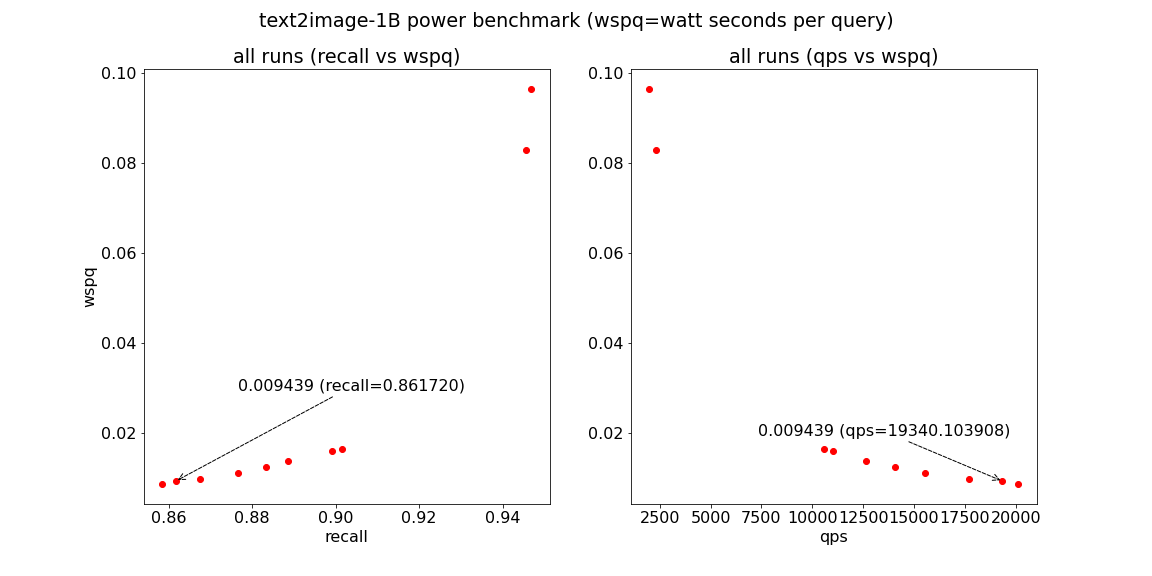 text2image-1B power benchmark (wspq=watt seconds per query)
all runs (recall vs wspq)
0.10
0.08
0.06
0.04
0.02
wspq
0.009439 (recall=0.861720)
0.86 0.88 0.90 0.92 0.94
recall
all runs (qps vs wspq)
0.10
0.08
0.06
0.04
0.02
0.009439 (qps=19340.103908)
2500 5000 7500 10000 12500 15000 17500 20000
qps